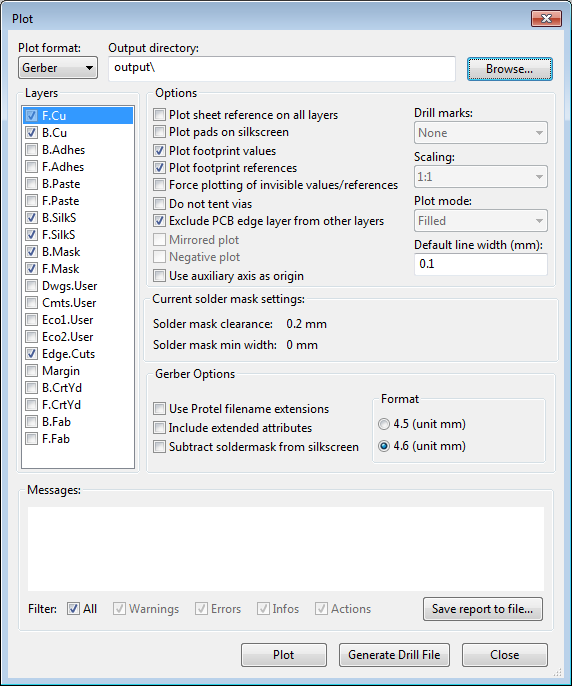 Plot
Plot format:
Output directory:
Gerber
output\
Browse...
Layers
F.Cu
B.Cu
B.Adhes
F.Adhes
B.Paste
F.Paste
B.SilkS
F.SilkS
B.Mask
F.Mask
Dwgs.User
Cmts.User
Eco1.User
Eco2.User
Edge.Cuts
Margin
B.CrtYd
F.CrtYd
B.Fab
F.Fab
Options
Plot sheet reference on all layers
Plot pads on silkscreen
Plot footprint values
Plot footprint references
Force plotting of invisible values/references
Do not tent vias
Exclude PCB edge layer from other layers
Mirrored plot
Negative plot
Use auxiliary axis as origin
Drill marks:
None
Scaling:
1:1
Plot mode:
Filled
Default line width (mm):
0.1
Current solder mask settings:
Solder mask clearance: 0.2 mm
Solder mask min width: 0 mm
Gerber Options
Use Protel filename extensions
Include extended attributes
Subtract soldermask from silkscreen
Format
4.5 (unit mm)
4.6 (unit mm)
Messages:
Filter: All Warnings Errors Infos Actions
Save report to file...
Plot
Generate Drill File
Close